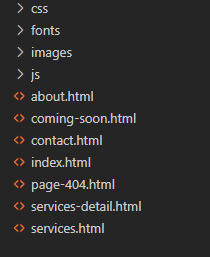 css
fonts
images
js
about.html
coming-soon.html
contact.html
index.html
page-404.html
services-detail.html
services.html